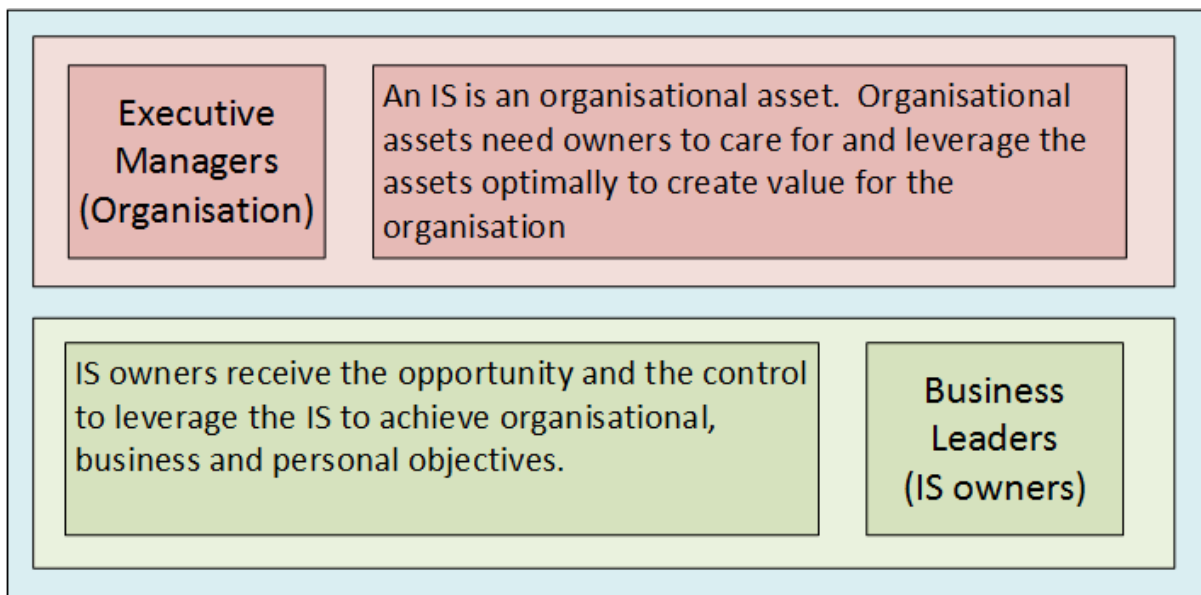 Executive
Managers
(Organisation)
An IS is an organisational asset.  Organisational
assets need owners to care for and leverage the
assets optimally to create value for the
organisation
IS owners receive the opportunity and the control
to leverage the IS to achieve organisational,
business and personal objectives.
Business
Leaders
(IS owners)